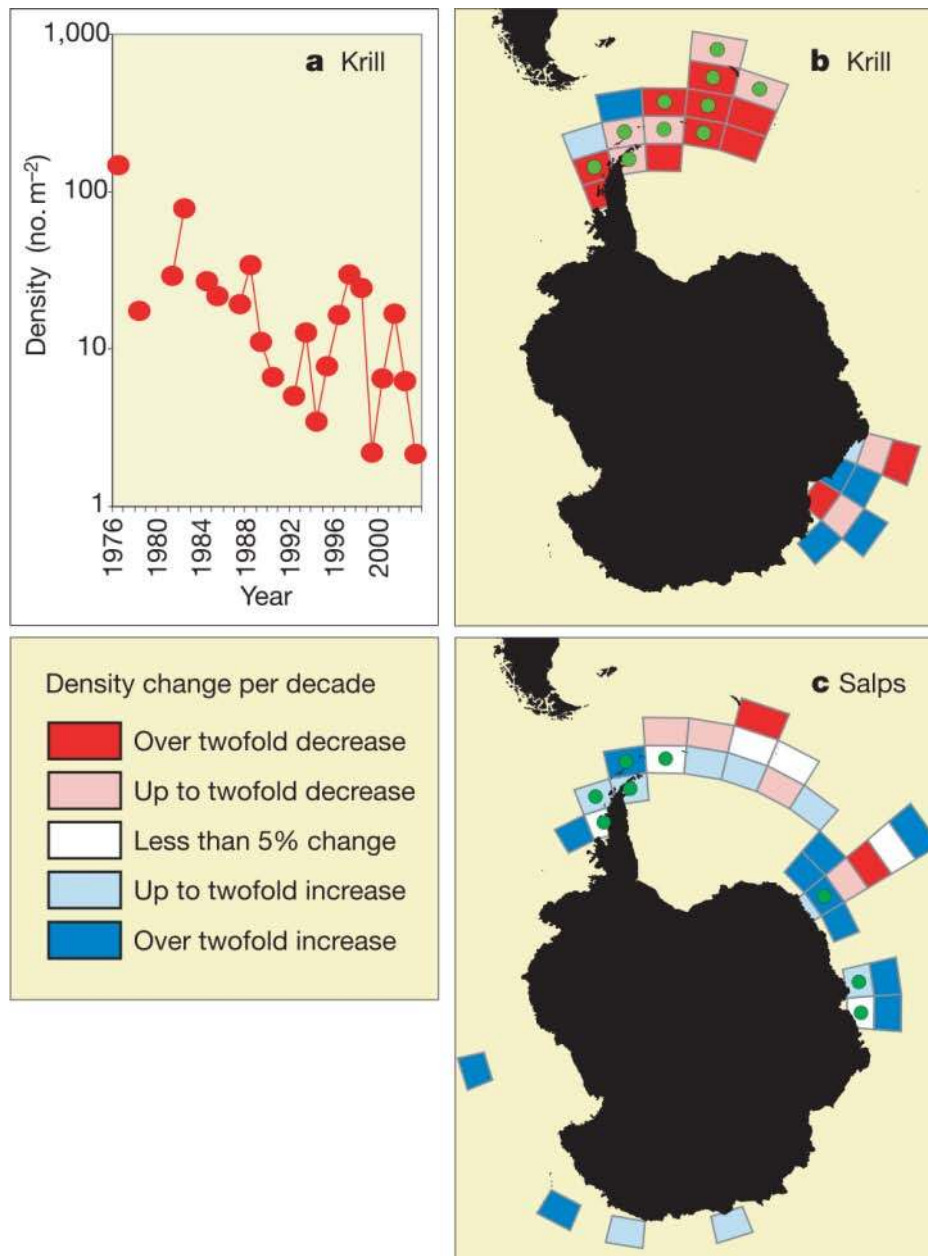 a Krill
1,000
100
10
1
Density (no. m⁻²)
1976
1980
1984
1988
1992
1996
2000
Year
b Krill
Density change per decade
Over twofold decrease
Up to twofold decrease
Less than 5% change
Up to twofold increase
Over twofold increase
c Salps